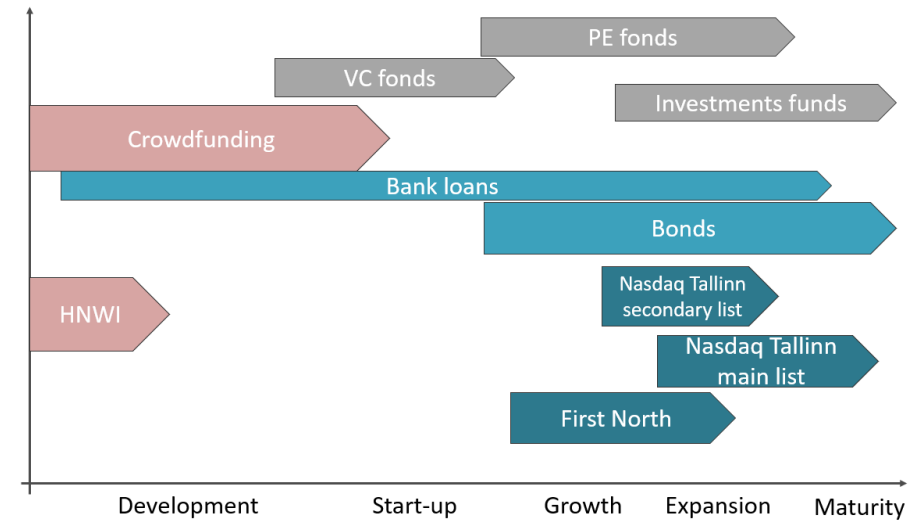 PE fonds
VC fonds
Investments funds
Crowdfunding
Bank loans
Bonds
Nasdaq Tallinn
secondary list
HNWI
Nasdaq Tallinn
main list
First North
Development
Start-up
Growth
Expansion
Maturity